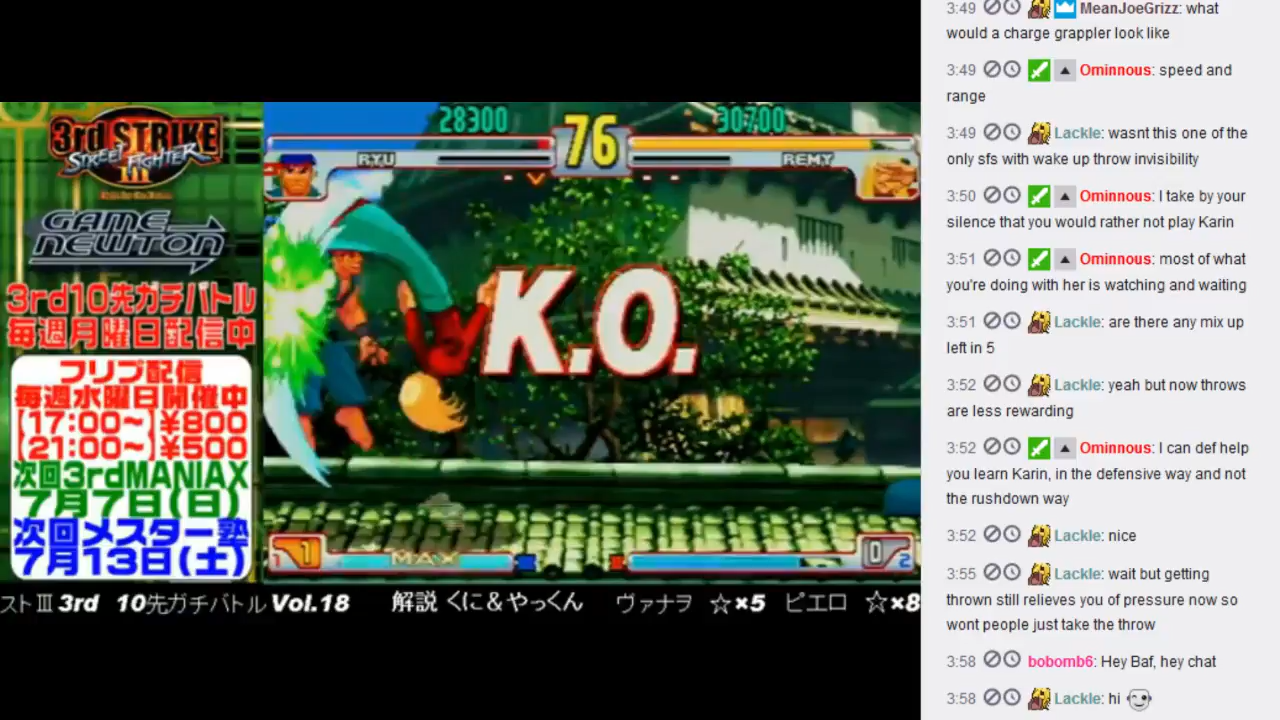 3rd STRIKE
STREET FIGHTER
III
GAME
NEWTON
3rd10先ガチバトル
毎週月曜日配信中
フリプ配信
毎週水曜日開催中
[17:00~]¥800
[21:00~]¥500
次回3rdMANIAX
7月7日(日)
次回メスター塾
7月13日(土)
28300
76
30700
RYU
REMY
K.O.
1
1
MAX
0
2
ストⅢ 3rd 10先ガチバトル Vol.18 解説 くに&やっくん ヴァナヲ ☆×5 ピエロ ☆×8
3:49 MeanJoeGrizz: what
would a charge grappler look like
3:49 Ominnous: speed and
range
3:49 Lackle: wasnt this one of the
only sfs with wake up throw invisibility
3:50 Ominnous: I take by your
silence that you would rather not play Karin
3:51 Ominnous: most of what
you're doing with her is watching and waiting
3:51 Lackle: are there any mix up
left in 5
3:52 Lackle: yeah but now throws
are less rewarding
3:52 Ominnous: I can def help
you learn Karin, in the defensive way and not
the rushdown way
3:52 Lackle: nice
3:55 Lackle: wait but getting
thrown still relieves you of pressure now so
wont people just take the throw
3:58 bobomb6: Hey Baf, hey chat
3:58 Lackle: hi